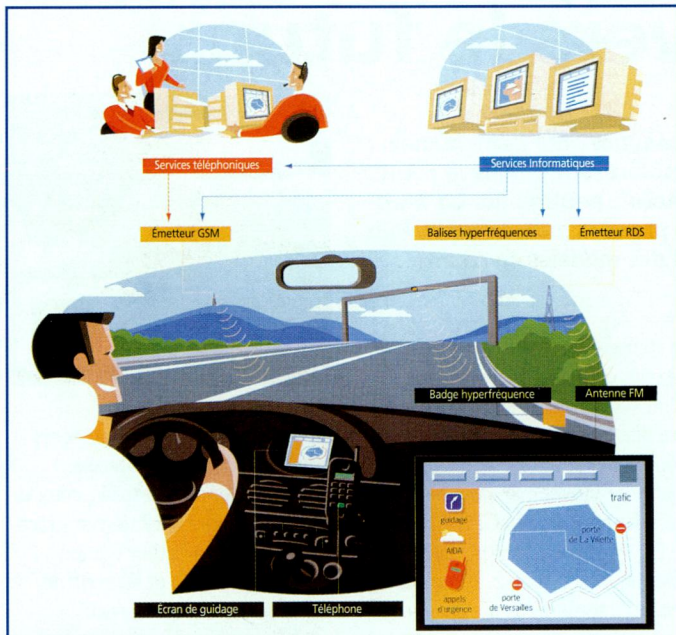 Services téléphoniques
Services Informatiques
Émetteur GSM
Balises hyperfréquences
Émetteur RDS
Badge hyperfréquence
Antenne FM
trafic
guidage
porte
de La Villette
AIDA
appels
d'urgence
porte
de Versailles
Écran de guidage
Téléphone